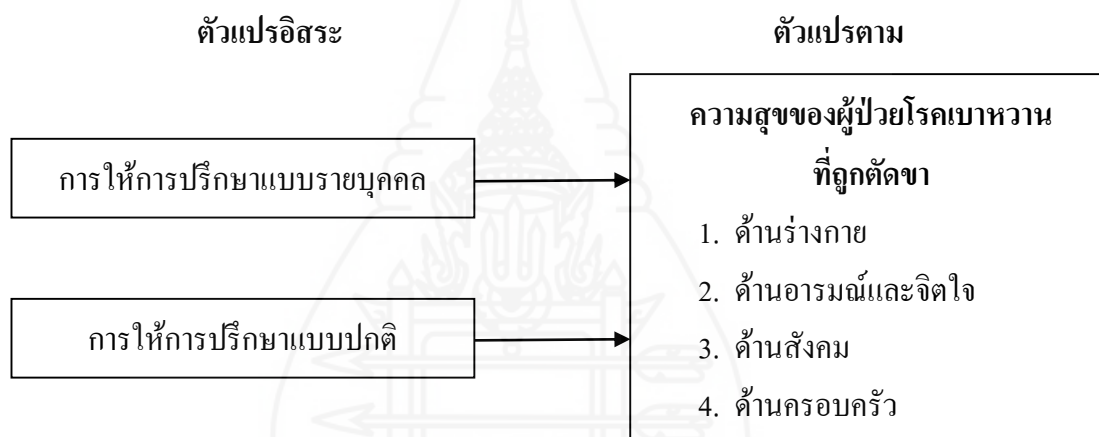 ตัวแปรอิสระ
ตัวแปรตาม
การให้การปรึกษาแบบรายบุคคล
การให้การปรึกษาแบบปกติ
ความสุขของผู้ป่วยโรคเบาหวาน
ที่ถูกตัดขา
1. ด้านร่างกาย
2. ด้านอารมณ์และจิตใจ
3. ด้านสังคม
4. ด้านครอบครัว